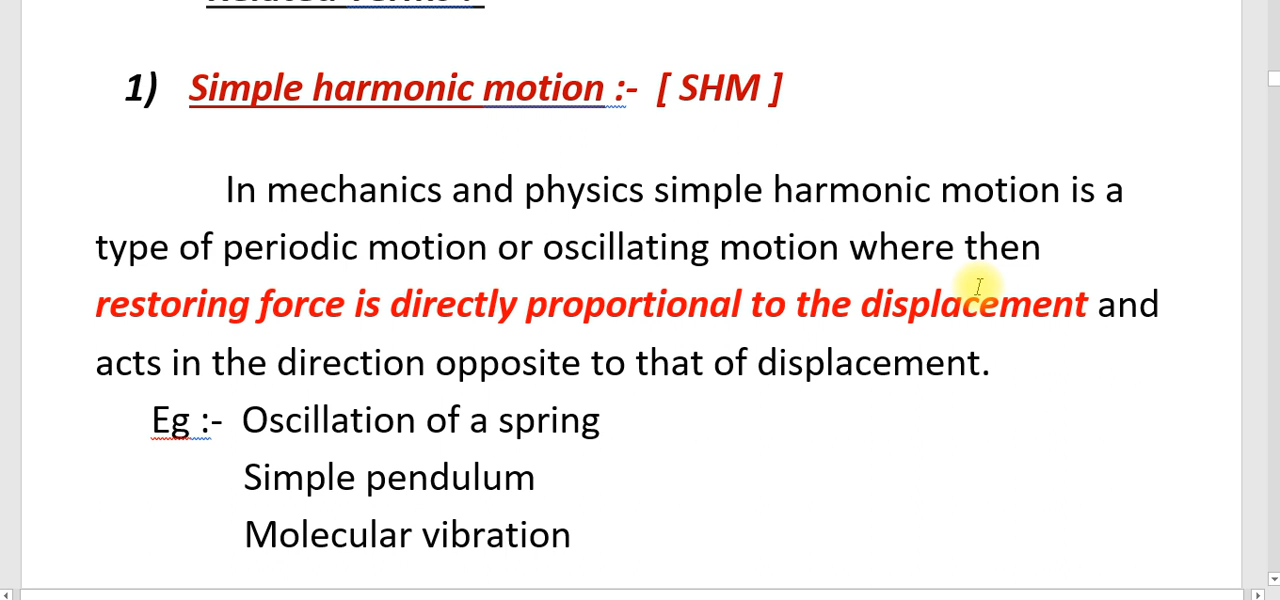 Related Terms :
1) Simple harmonic motion :- [ SHM ]
In mechanics and physics simple harmonic motion is a
type of periodic motion or oscillating motion where then
restoring force is directly proportional to the displacement and
acts in the direction opposite to that of displacement.
Eg :- Oscillation of a spring
Simple pendulum
Molecular vibration